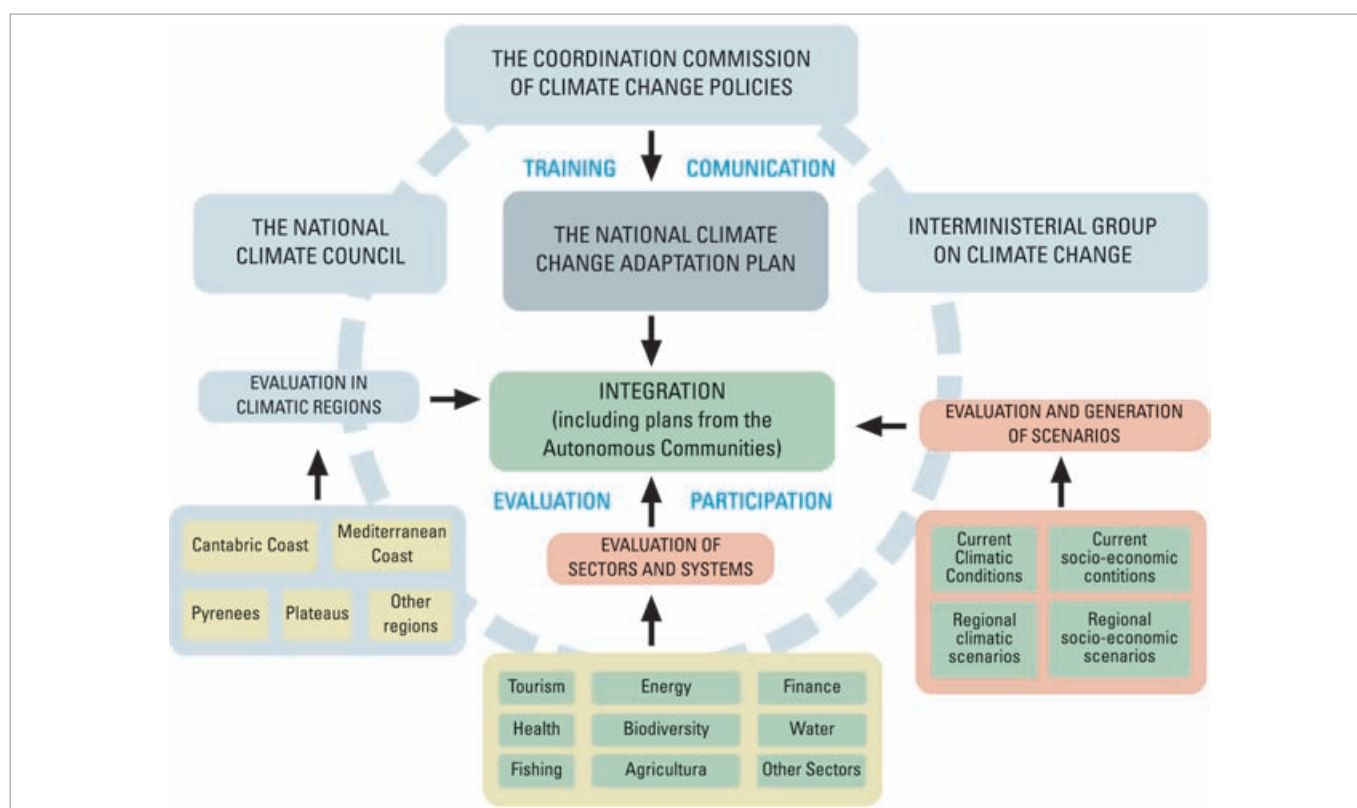 THE COORDINATION COMMISSION
OF CLIMATE CHANGE POLICIES
TRAINING
COMUNICATION
THE NATIONAL
CLIMATE COUNCIL
THE NATIONAL CLIMATE
CHANGE ADAPTATION PLAN
INTERMINISTERIAL GROUP
ON CLIMATE CHANGE
EVALUATION IN
CLIMATIC REGIONS
INTEGRATION
(including plans from the
Autonomous Communities)
EVALUATION AND GENERATION
OF SCENARIOS
EVALUATION
PARTICIPATION
EVALUATION OF
SECTORS AND SYSTEMS
Cantabric Coast
Mediterranean
Coast
Pyrenees
Plateaus
Other
regions
Current
Climatic
Conditions
Current
socio-economic
contitions
Regional
climatic
scenarios
Regional
socio-economic
scenarios
Tourism
Energy
Finance
Health
Biodiversity
Water
Fishing
Agricultura
Other Sectors